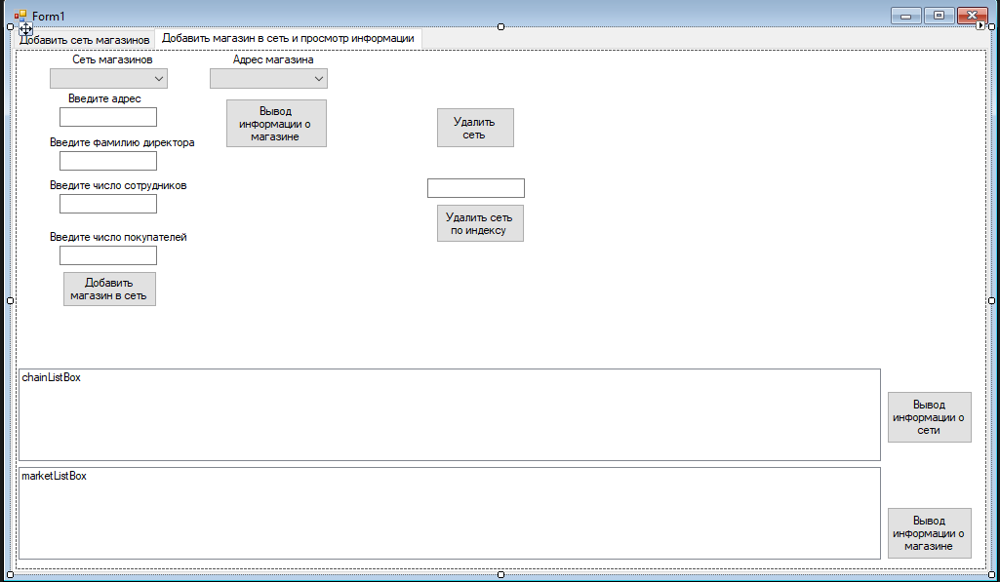 Form1
Добавить сеть магазинов
Добавить магазин в сеть и просмотр информации
Сеть магазинов
Адрес магазина
Введите адрес
Вывод
информации о
магазине
Удалить
сеть
Введите фамилию директора
Введите число сотрудников
Удалить сеть
по индексу
Введите число покупателей
Добавить
магазин в сеть
chainListBox
Вывод
информации о
сети
marketListBox
Вывод
информации о
магазине